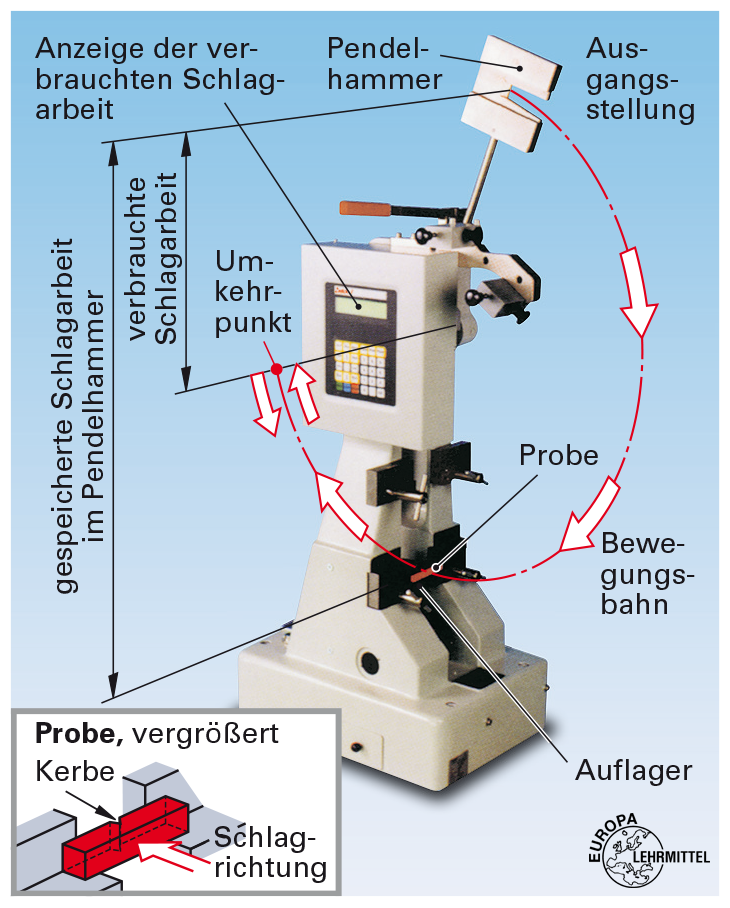 Anzeige der ver-
brauchten Schlag-
arbeit
Pendel-
hammer
Aus-
gangs-
stellung
gespeicherte Schlagarbeit
im Pendelhammer
verbrauchte
Schlagarbeit
Um-
kehr-
punkt
Probe
Bewe-
gungs-
bahn
Auflager
Probe, vergrößert
Kerbe
Schlag-
richtung
EUROPA
LEHRMITTEL